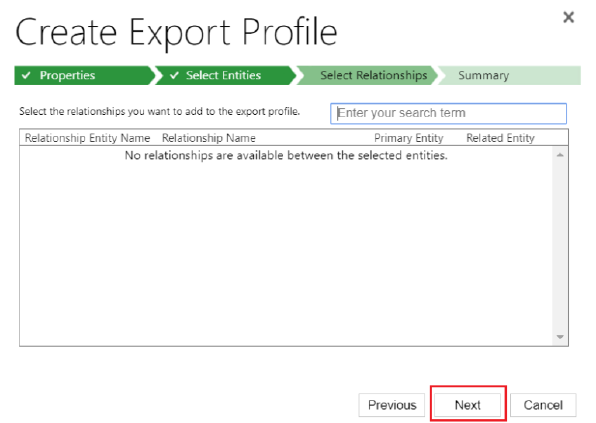 Create Export Profile
Properties Select Entities Select Relationships Summary
Select the relationships you want to add to the export profile. Enter your search term
Relationship Entity Name Relationship Name Primary Entity Related Entity
No relationships are available between the selected entities.
Previous Next Cancel